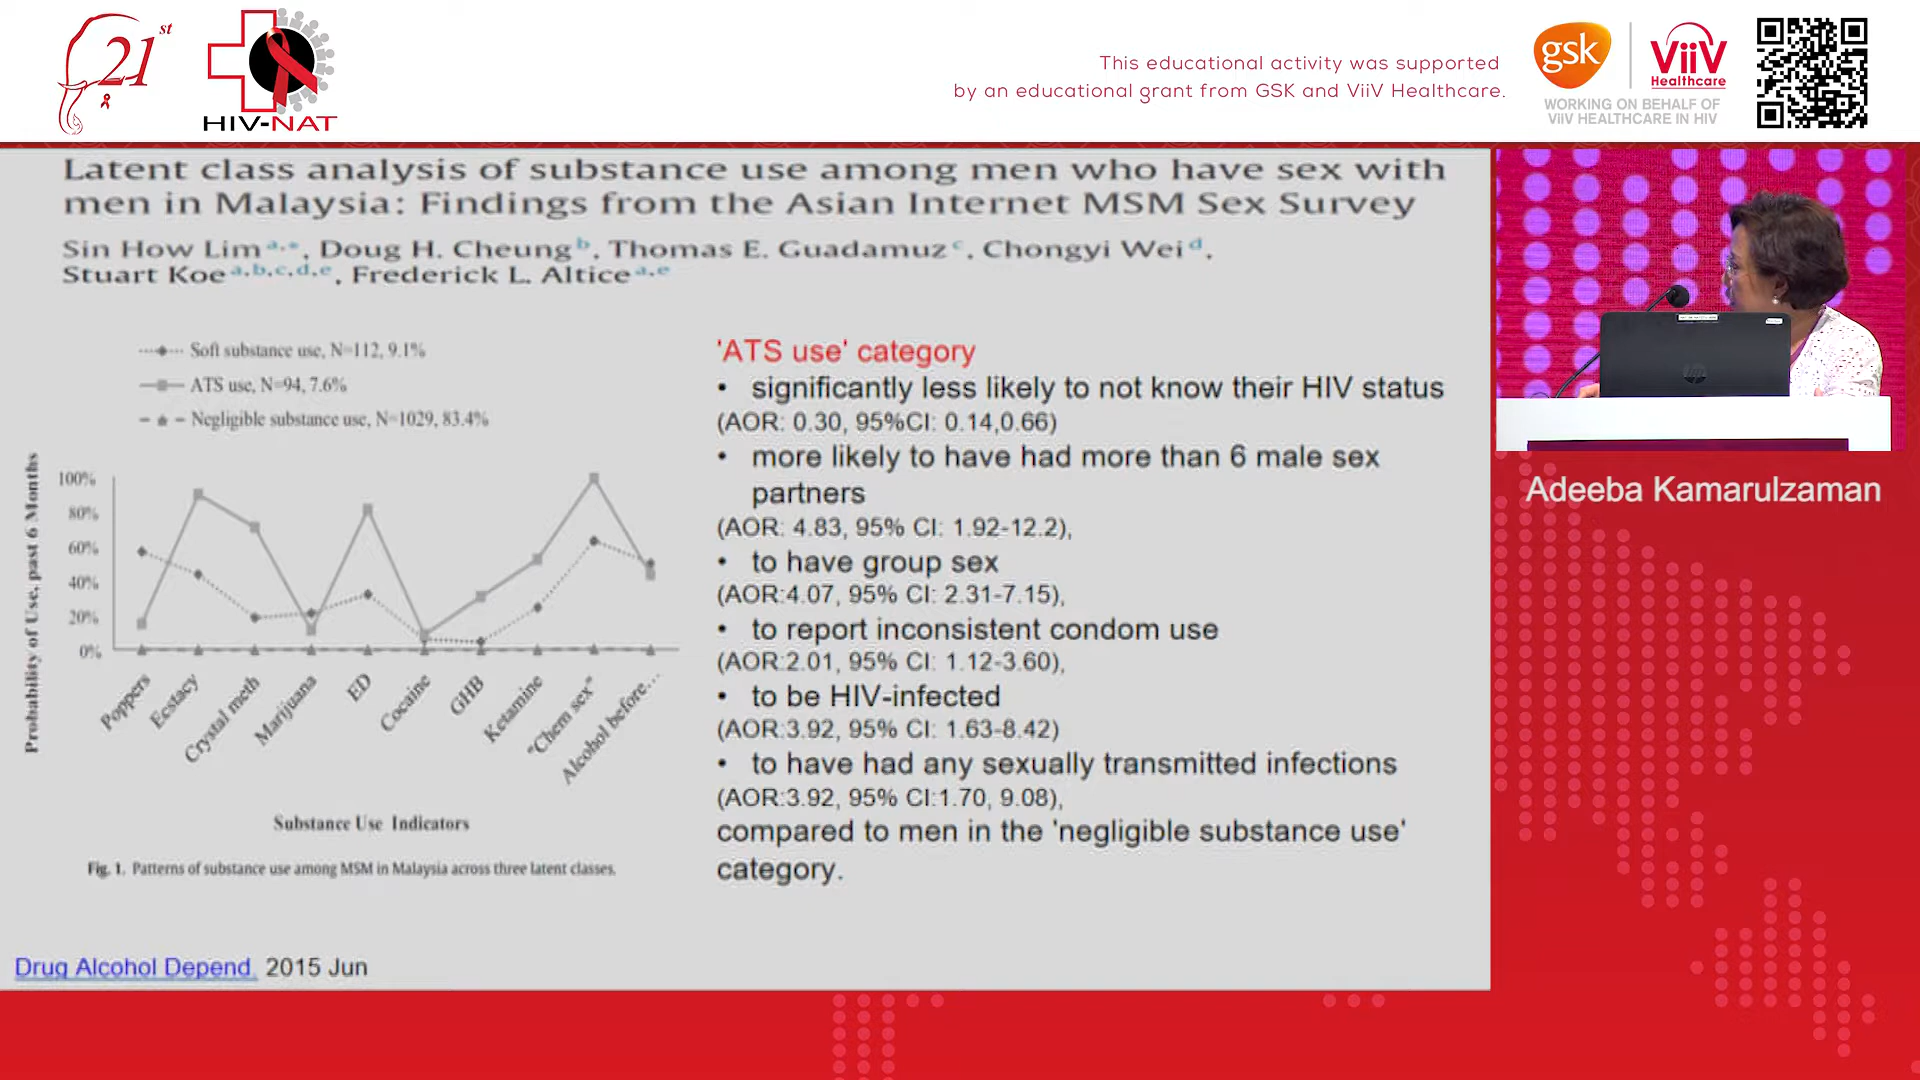 21st
HIV-NAT
This educational activity was supported
by an educational grant from GSK and ViiV Healthcare.
gsk
ViiV
Healthcare
WORKING ON BEHALF OF
ViiV HEALTHCARE IN HIV
Latent class analysis of substance use among men who have sex with
men in Malaysia: Findings from the Asian Internet MSM Sex Survey
Sin How Lim a,*, Doug H. Cheung b, Thomas E. Guadamuz c, Chongyi Wei d,
Stuart Koe a,b,c,d,e, Frederick L. Altice a,e
Soft substance use, N=112, 9.1%
ATS use, N=94, 7.6%
Negligible substance use, N=1029, 83.4%
Probability of Use, past 6 Months
100%
80%
60%
40%
20%
0%
Poppers
Ecstacy
Crystal meth
Marijuana
ED
Cocaine
GHB
Ketamine
"Chem sex"
Alcohol before...
Substance Use Indicators
Fig. 1. Patterns of substance use among MSM in Malaysia across three latent classes.
'ATS use' category
• significantly less likely to not know their HIV status
(AOR: 0.30, 95%CI: 0.14,0.66)
• more likely to have had more than 6 male sex
partners
(AOR: 4.83, 95% CI: 1.92-12.2),
• to have group sex
(AOR:4.07, 95% CI: 2.31-7.15),
• to report inconsistent condom use
(AOR:2.01, 95% CI: 1.12-3.60),
• to be HIV-infected
(AOR:3.92, 95% CI: 1.63-8.42)
• to have had any sexually transmitted infections
(AOR:3.92, 95% CI:1.70, 9.08),
compared to men in the 'negligible substance use'
category.
Drug Alcohol Depend. 2015 Jun
Adeeba Kamarulzaman